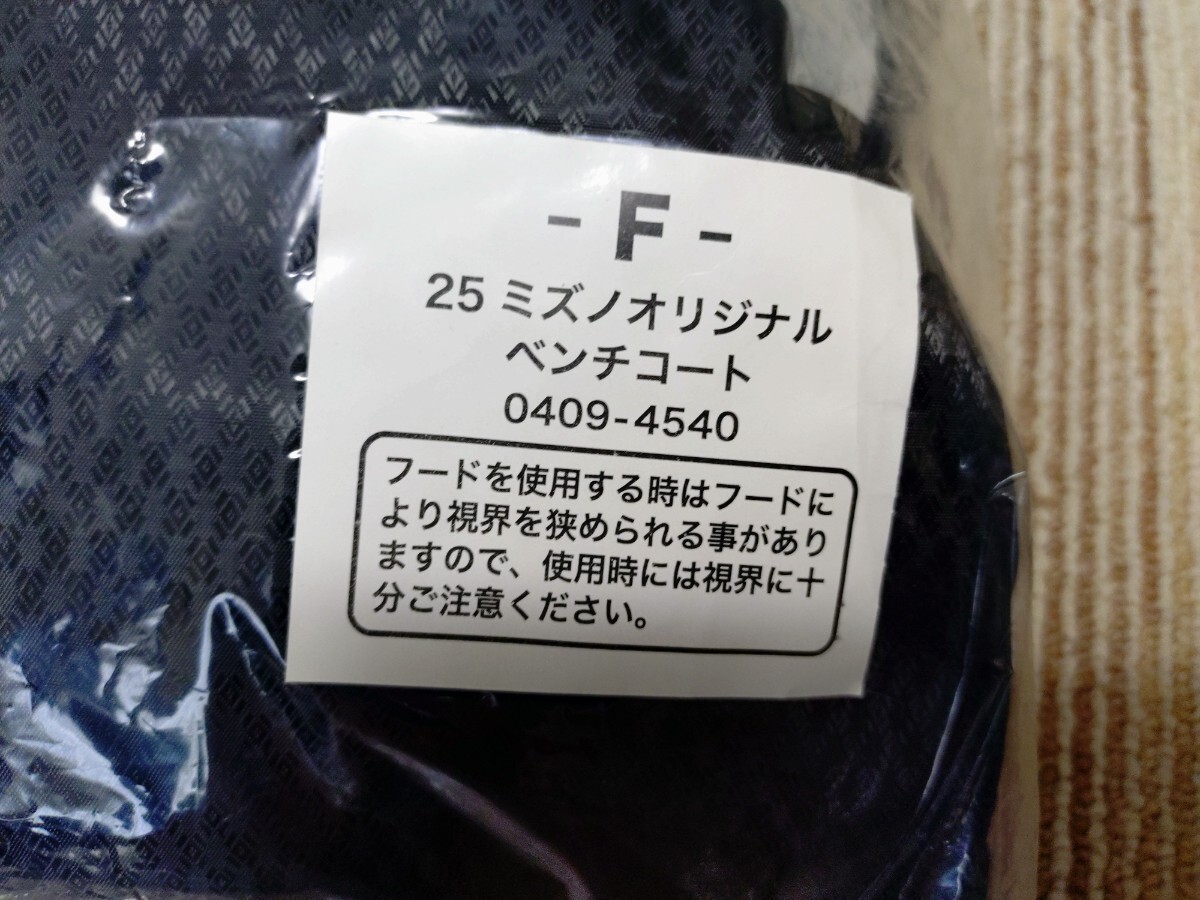 - F -
25 ミズノオリジナル
ベンチコート
0409-4540
フードを使用する時はフードに
より視界を狭められる事があり
ますので、使用時には視界に十
分ご注意ください。